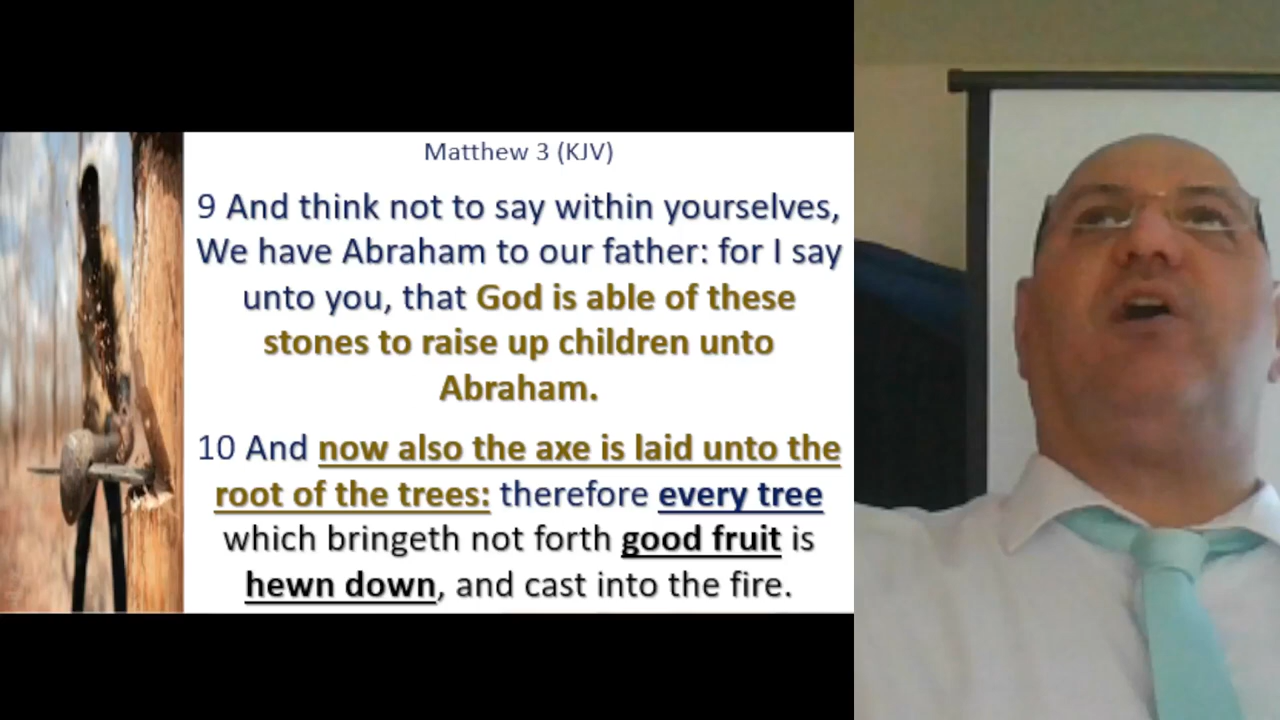 Matthew 3 (KJV)
9 And think not to say within yourselves,
We have Abraham to our father: for I say
unto you, that God is able of these
stones to raise up children unto
Abraham.
10 And now also the axe is laid unto the
root of the trees: therefore every tree
which bringeth not forth good fruit is
hewn down, and cast into the fire.